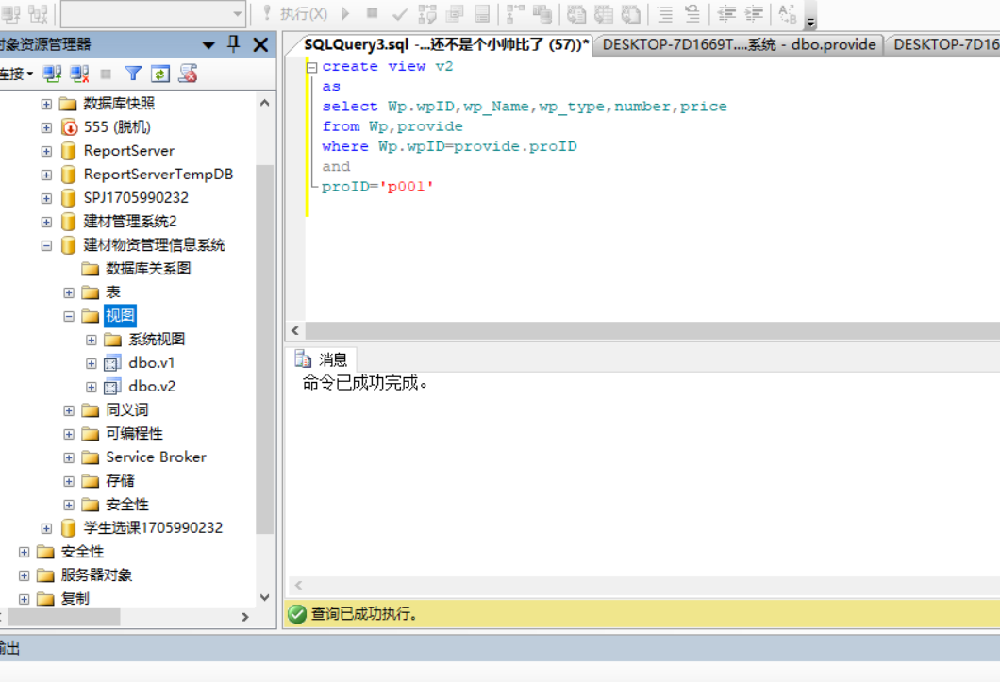 执行(X)
对象资源管理器
连接
数据库快照
555 (脱机)
ReportServer
ReportServerTempDB
SPJ1705990232
建材管理系统2
建材物资管理信息系统
数据库关系图
表
视图
系统视图
dbo.v1
dbo.v2
同义词
可编程性
Service Broker
存储
安全性
学生选课1705990232
安全性
服务器对象
复制
输出
SQLQuery3.sql -...还不是个小帅比了 (57))*
DESKTOP-7D1669T....系统 - dbo.provide
DESKTOP-7D16
create view v2
as
select Wp.wpID,wp_Name,wp_type,number,price
from Wp,provide
where Wp.wpID=provide.proID
and
proID='p001'
消息
命令已成功完成。
查询已成功执行。